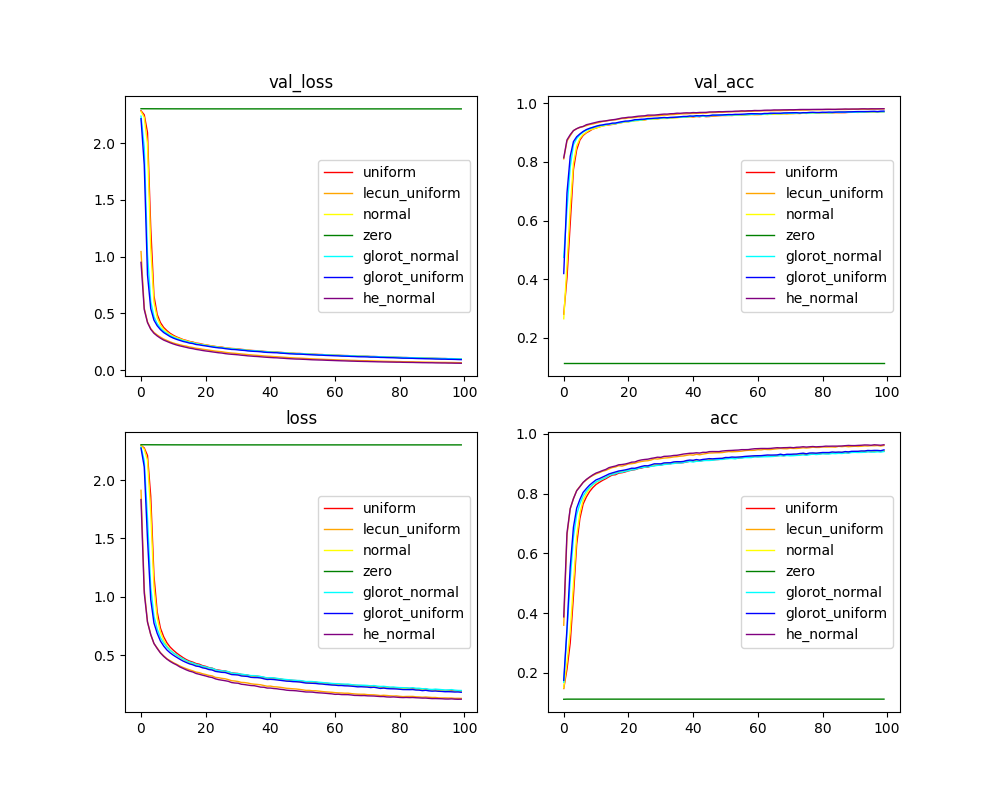 val_loss
2.0
1.5
1.0
0.5
0.0
uniform
lecun_uniform
normal
zero
glorot_normal
glorot_uniform
he_normal
0 20 40 60 80 100
val_acc
1.0
0.8
0.6
0.4
0.2
uniform
lecun_uniform
normal
zero
glorot_normal
glorot_uniform
he_normal
0 20 40 60 80 100
loss
2.0
1.5
1.0
0.5
uniform
lecun_uniform
normal
zero
glorot_normal
glorot_uniform
he_normal
0 20 40 60 80 100
acc
1.0
0.8
0.6
0.4
0.2
uniform
lecun_uniform
normal
zero
glorot_normal
glorot_uniform
he_normal
0 20 40 60 80 100